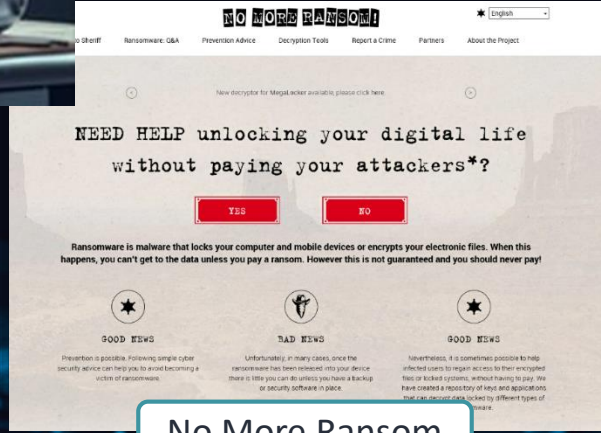 NO MORE RANSOM!
English
o Sheriff Ransomware: Q&A Prevention Advice Decryption Tools Report a Crime Partners About the Project
New decryptor for MegaLocker available, please click here.
NEED HELP unlocking your digital life
without paying your attackers*?
YES NO
Ransomware is malware that locks your computer and mobile devices or encrypts your electronic files. When this
happens, you can't get to the data unless you pay a ransom. However this is not guaranteed and you should never pay!
GOOD NEWS
Prevention is possible. Following simple cyber
security advice can help you to avoid becoming a
victim of ransomware.
BAD NEWS
Unfortunately, in many cases, once the
ransomware has been released into your device
there is little you can do unless you have a backup
or security software in place.
GOOD NEWS
Nevertheless, it is sometimes possible to help
infected users to regain access to their encrypted
files or locked systems, without having to pay. We
have created a repository of keys and applications
that can decrypt data locked by different types of
No More Ransom